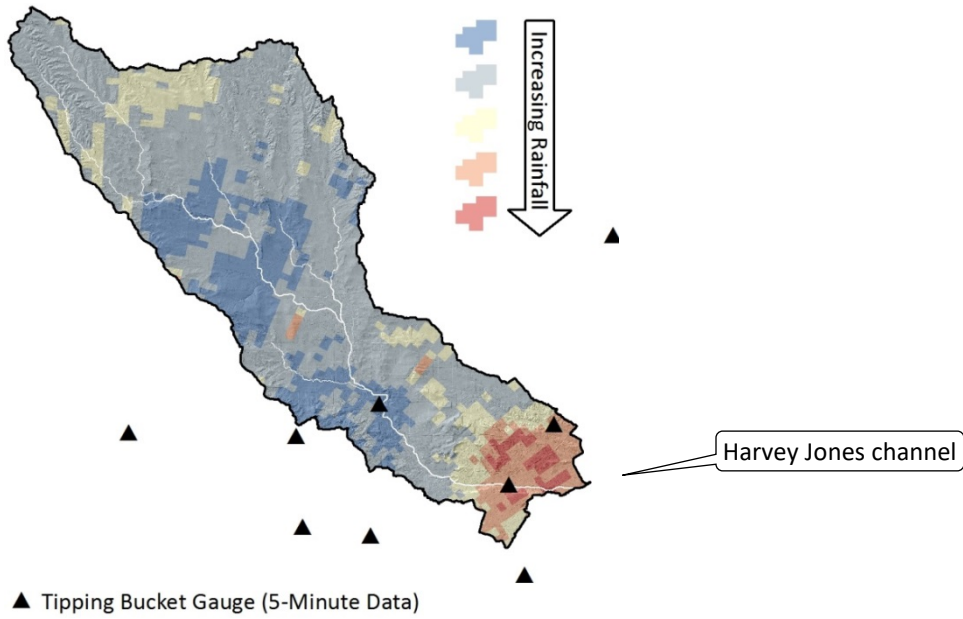 Increasing Rainfall
Harvey Jones channel
Tipping Bucket Gauge (5-Minute Data)